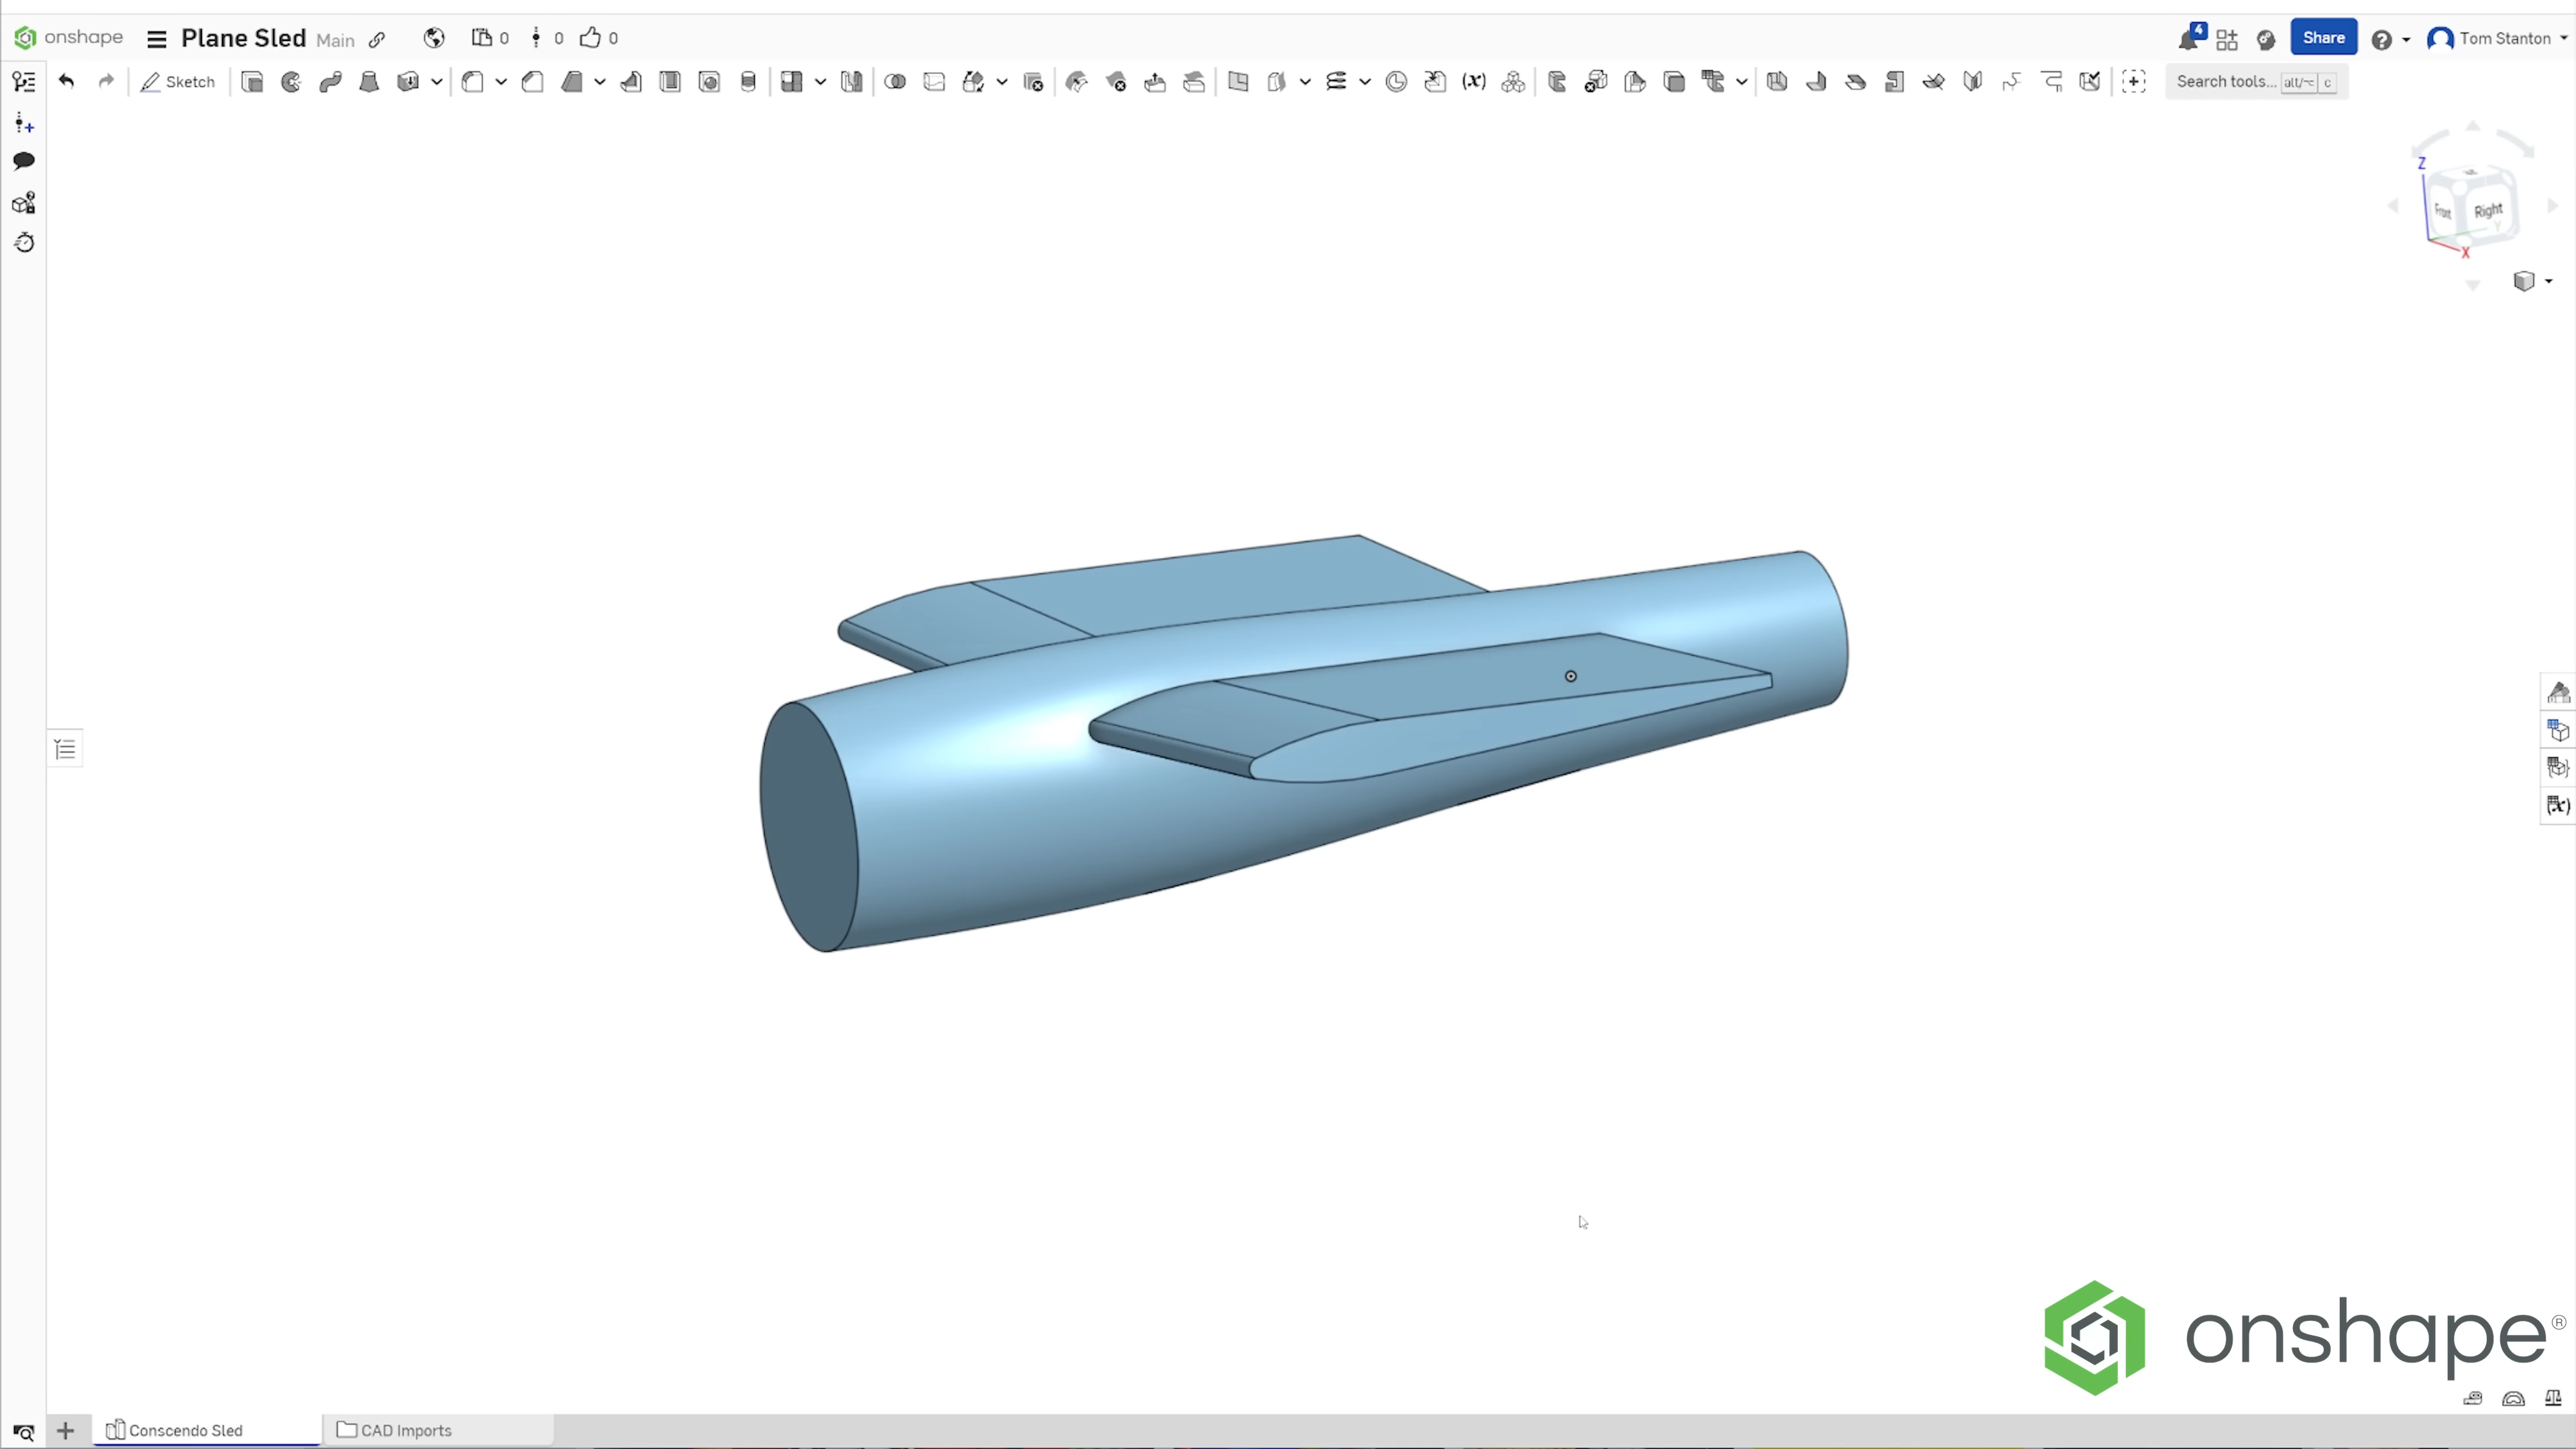 onshape Plane Sled Main 0 0 0 4 Share Tom Stanton
Sketch (x) Search tools... alt/⌥ c
Z
Front Right
Y
X
(x)
onshape®
Conscendo Sled CAD Imports